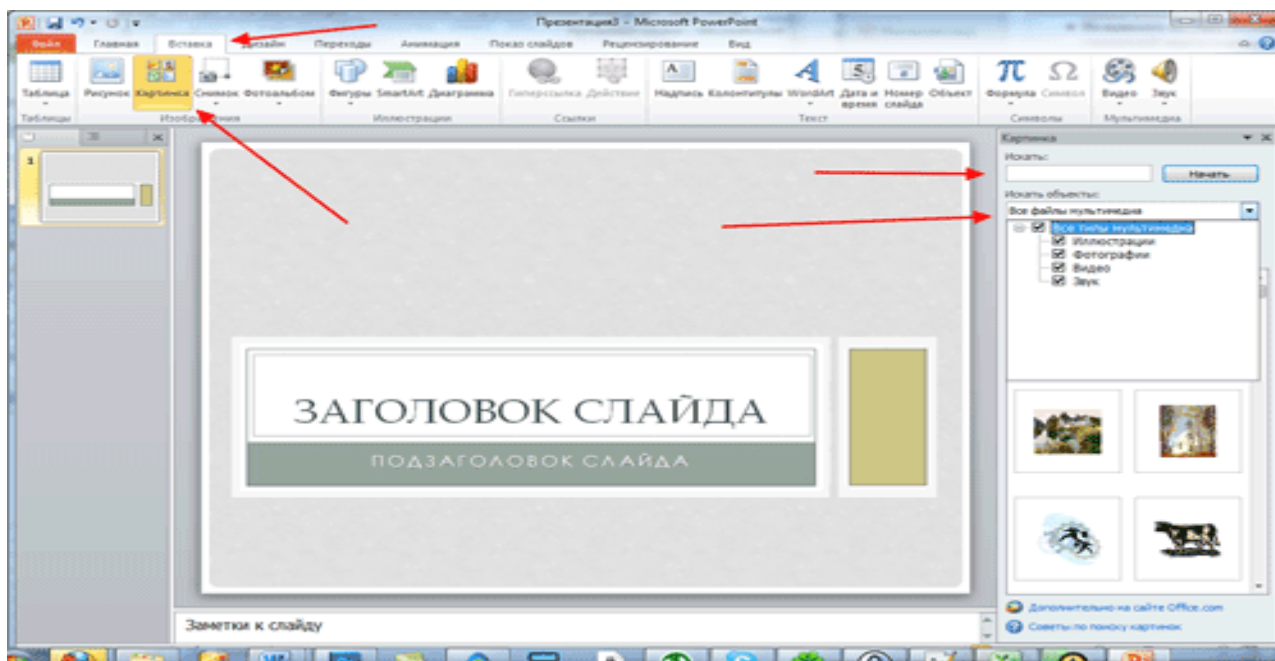 Презентация3 - Microsoft PowerPoint
Файл Главная Вставка Дизайн Переходы Анимация Показ слайдов Рецензирование Вид
Таблица Рисунок Картинка Снимок Фотоальбом Фигуры SmartArt Диаграмма Гиперссылка Действие Надпись Колонтитулы WordArt Дата и время Номер слайда Объект Формула Символ Видео Звук
Таблицы Изображения Иллюстрации Ссылки Текст Символы Мультимедиа
Картинка
Искать:
Начать
Искать объекты:
Все файлы мультимедиа
Все типы мультимедиа
Иллюстрации
Фотографии
Видео
Звук
1
ЗАГОЛОВОК СЛАЙДА
ПОДЗАГОЛОВОК СЛАЙДА
Дополнительно на сайте Office.com
Советы по поиску картинок
Заметки к слайду